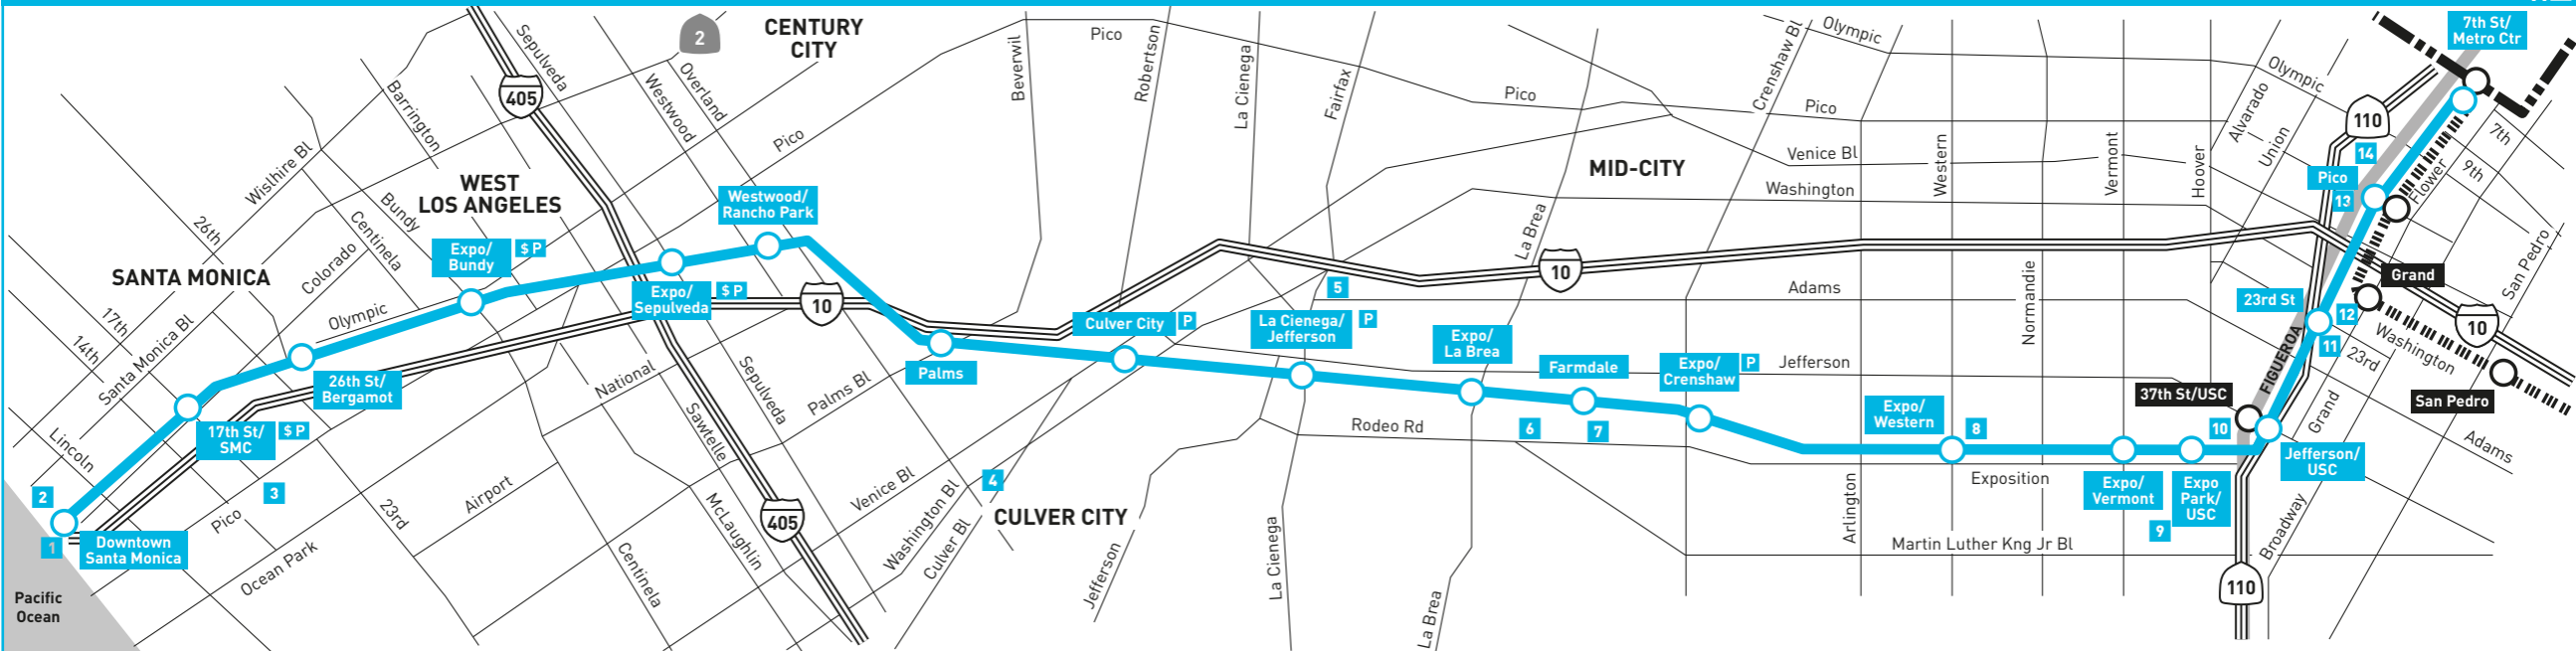 7th St/
Metro Ctr
CENTURY
CITY
2
Olympic
Pico
Sepulveda
Westwood
Overland
Beverwil
Robertson
La Cienega
Fairfax
Crenshaw Bl
405
Barrington
Pico
Pico
Pico
Olympic
Alvarado
Union
110
7th
14
9th
Wislhire Bl
WEST
LOS ANGELES
MID-CITY
Venice Bl
Western
Vermont
Hoover
Pico
13
Flower
Westwood/
Rancho Park
Washington
26th
Bundy
Centinela
Colorado
Expo/
Bundy
$ P
La Brea
SANTA MONICA
10
Grand
San Pedro
Expo/
Sepulveda
$ P
10
5
Adams
Normandie
23rd St
12
10
17th
14th
Santa Monica Bl
Olympic
Culver City
P
La Cienega/
Jefferson
P
Expo/
La Brea
FIGUEROA
11
23rd
Washington
Palms
National
Sepulveda
Palms Bl
Farmdale
Expo/
Crenshaw
P
Jefferson
26th St/
Bergamot
37th St/USC
San Pedro
17th St/
SMC
$ P
Lincoln
Sawtelle
Rodeo Rd
6
7
Expo/
Western
8
10
Grand
Adams
Jefferson/
USC
2
3
Pico
23rd
Airport
Venice Bl
Washington Bl
4
Culver Bl
CULVER CITY
Exposition
Arlington
Expo/
Vermont
Expo
Park/
USC
9
Broadway
1
Downtown
Santa Monica
Ocean Park
Centinela
McLaughlin
405
Jefferson
La Cienega
La Brea
Martin Luther Kng Jr Bl
110
Pacific
Ocean